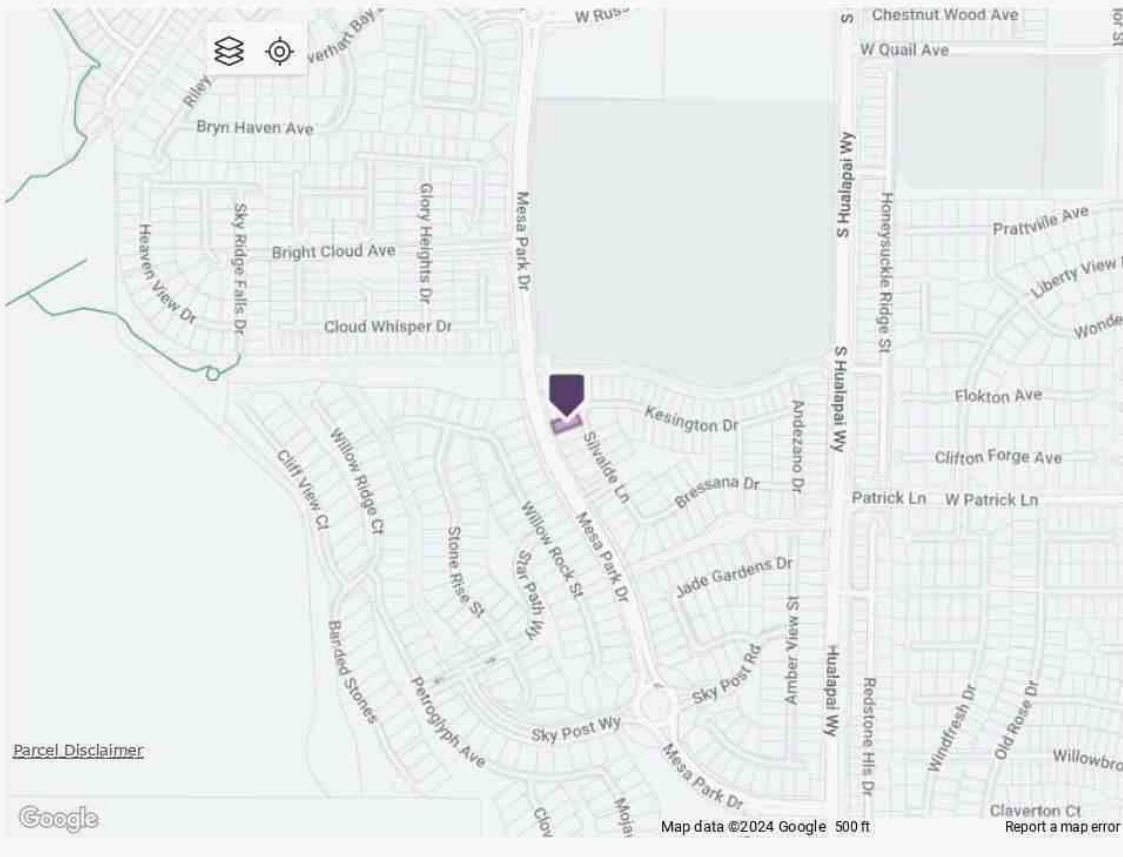 W Russ
Chestnut Wood Ave
W Quail Ave
verhart Bay
Riley
Bryn Haven Ave
S Hualapai Wy
Glory Heights Dr
Mesa Park Dr
Honeysuckle Ridge St
Prattville Ave
Sky Ridge Falls Dr
Heaven View Dr
Bright Cloud Ave
Liberty View
Wonde
Cloud Whisper Dr
S Hualapai Wy
Flokton Ave
Kesington Dr
Andezano Dr
Silvalde Ln
Willow Ridge Ct
Cliff View Ct
Clifton Forge Ave
Bressana Dr
Patrick Ln
W Patrick Ln
Willow Rock St
Mesa Park Dr
Stone Rise St
Star Path Wy
Jade Gardens Dr
Amber View St
Banded Stones
Petroglyph Ave
Sky Post Rd
Hualapai Wy
Redstone Hls Dr
Windfresh Dr
Old Rose Dr
Sky Post Wy
Parcel Disclaimer
Willowbro
Mesa Park Dr
Clov
Moja
Claverton Ct
Google
Map data ©2024 Google 500 ft
Report a map error